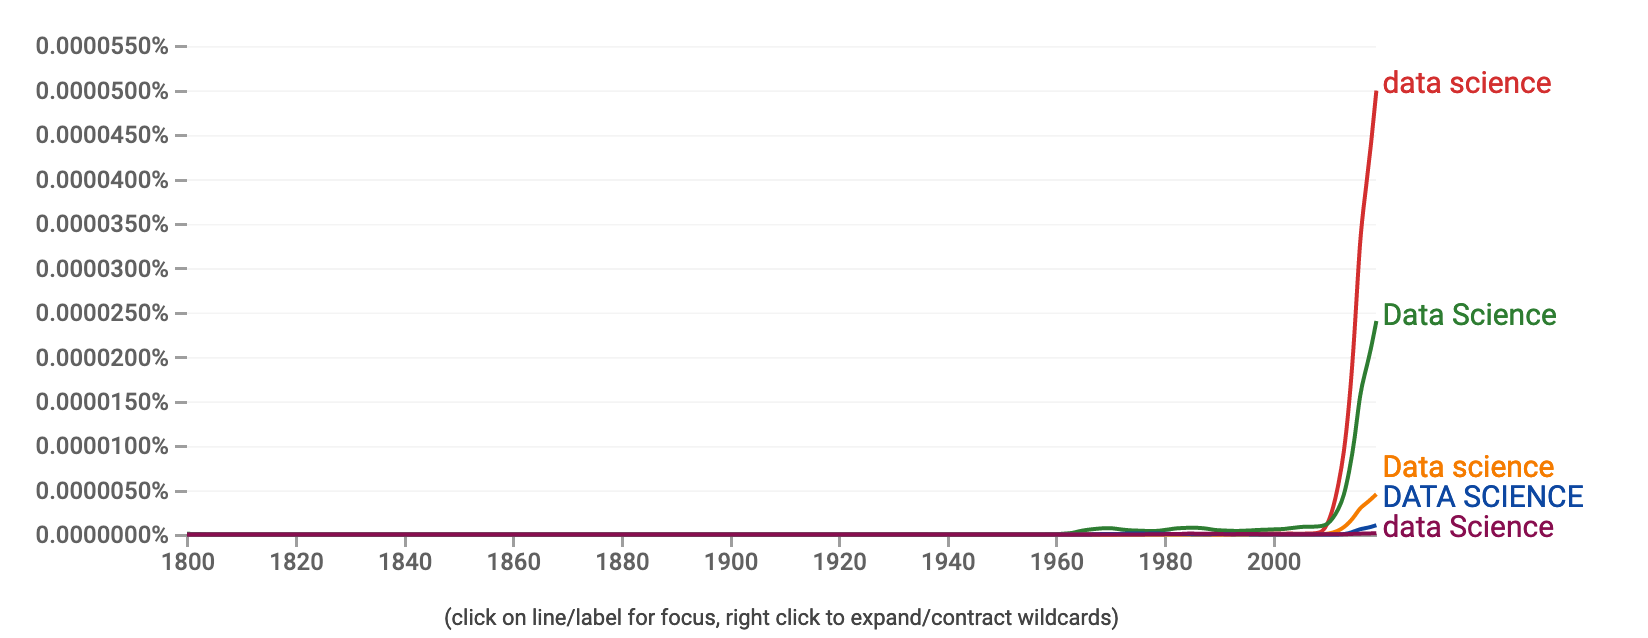 0.0000550%
0.0000500%
data science
0.0000450%
0.0000400%
0.0000350%
0.0000300%
0.0000250%
Data Science
0.0000200%
0.0000150%
0.0000100%
Data science
0.0000050%
DATA SCIENCE
0.0000000%
data Science
1800 1820 1840 1860 1880 1900 1920 1940 1960 1980 2000
(click on line/label for focus, right click to expand/contract wildcards)